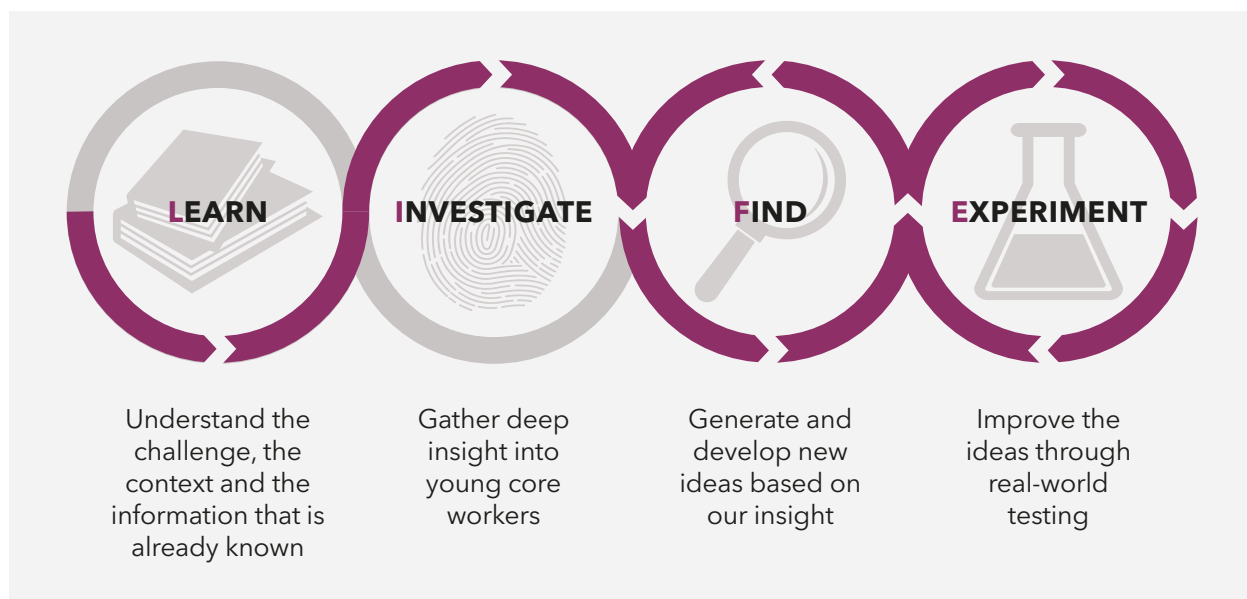 LEARN
INVESTIGATE
FIND
EXPERIMENT
Understand the
challenge, the
context and the
information that is
already known
Gather deep
insight into
young core
workers
Generate and
develop new
ideas based on
our insight
Improve the
ideas through
real-world
testing